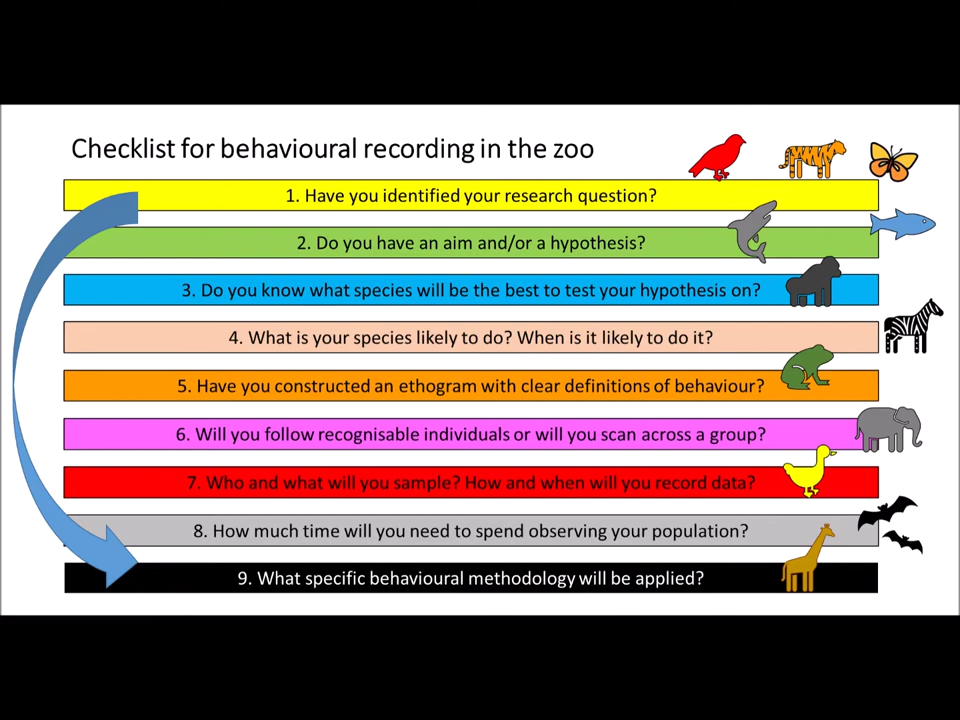 Checklist for behavioural recording in the zoo
1. Have you identified your research question?
2. Do you have an aim and/or a hypothesis?
3. Do you know what species will be the best to test your hypothesis on?
4. What is your species likely to do? When is it likely to do it?
5. Have you constructed an ethogram with clear definitions of behaviour?
6. Will you follow recognisable individuals or will you scan across a group?
7. Who and what will you sample? How and when will you record data?
8. How much time will you need to spend observing your population?
9. What specific behavioural methodology will be applied?